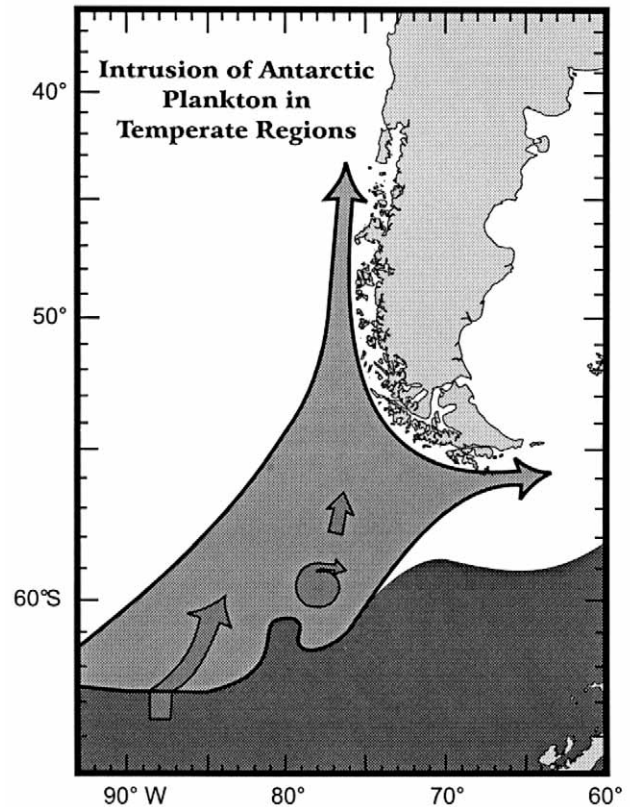 Intrusion of Antarctic
Plankton in
Temperate Regions
40°
50°
60°S
90° W
80°
70°
60°